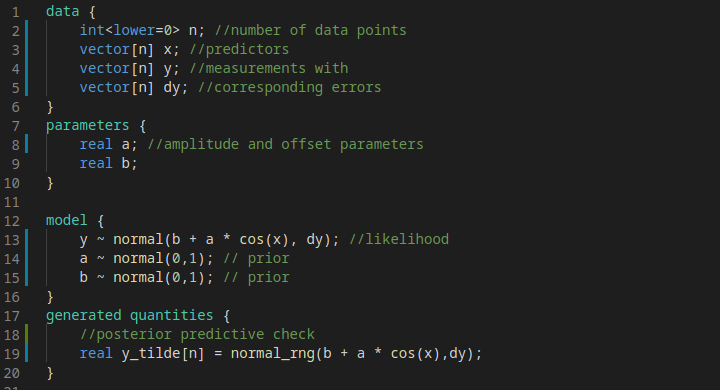 1 data {
2 int<lower=0> n; //number of data points
3 vector[n] x; //predictors
4 vector[n] y; //measurements with
5 vector[n] dy; //corresponding errors
6 }
7 parameters {
8 real a; //amplitude and offset parameters
9 real b;
10 }
11
12 model {
13 y ~ normal(b + a * cos(x), dy); //likelihood
14 a ~ normal(0,1); // prior
15 b ~ normal(0,1); // prior
16 }
17 generated quantities {
18 //posterior predictive check
19 real y_tilde[n] = normal_rng(b + a * cos(x),dy);
20 }
21